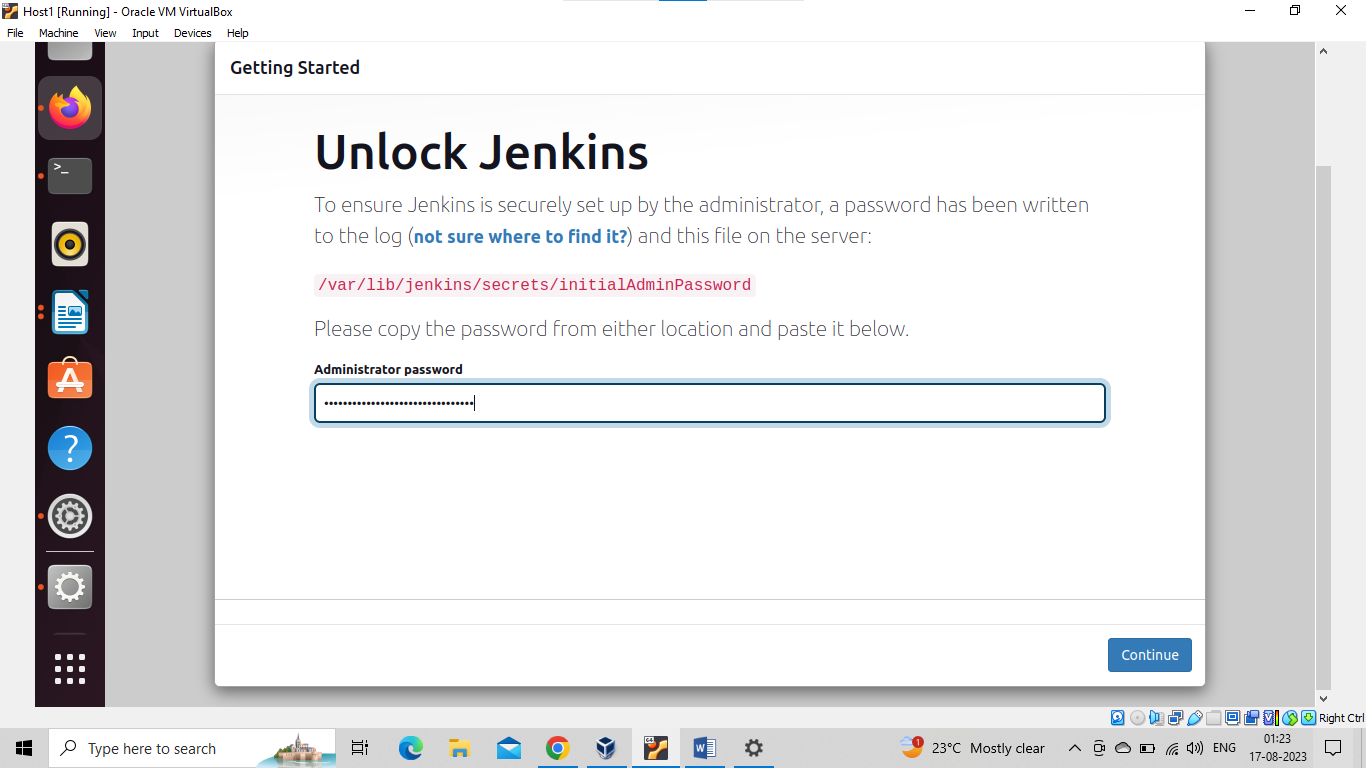 Host1 [Running] - Oracle VM VirtualBox
File Machine View Input Devices Help
Getting Started
Unlock Jenkins
To ensure Jenkins is securely set up by the administrator, a password has been written
to the log (not sure where to find it?) and this file on the server:
/var/lib/jenkins/secrets/initialAdminPassword
Please copy the password from either location and paste it below.
Administrator password
••••••••••••••••••••••••••••••••
Continue
Right Ctrl
Type here to search
1
23°C Mostly clear
ENG
01:23
17-08-2023